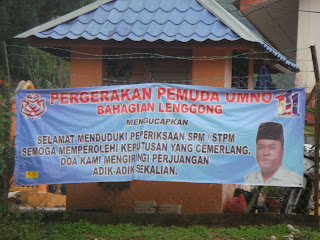 PERGERAKAN PEMUDA UMNO
BAHAGIAN LENGGONG
MENGUCAPKAN
SELAMAT MENDUDUKI PEPERIKSAAN SPM / STPM
SEMOGA MEMPEROLEHI KEPUTUSAN YANG CEMERLANG.
DOA KAMI MENGIRINGI PERJUANGAN
ADIK-ADIK SEKALIAN.